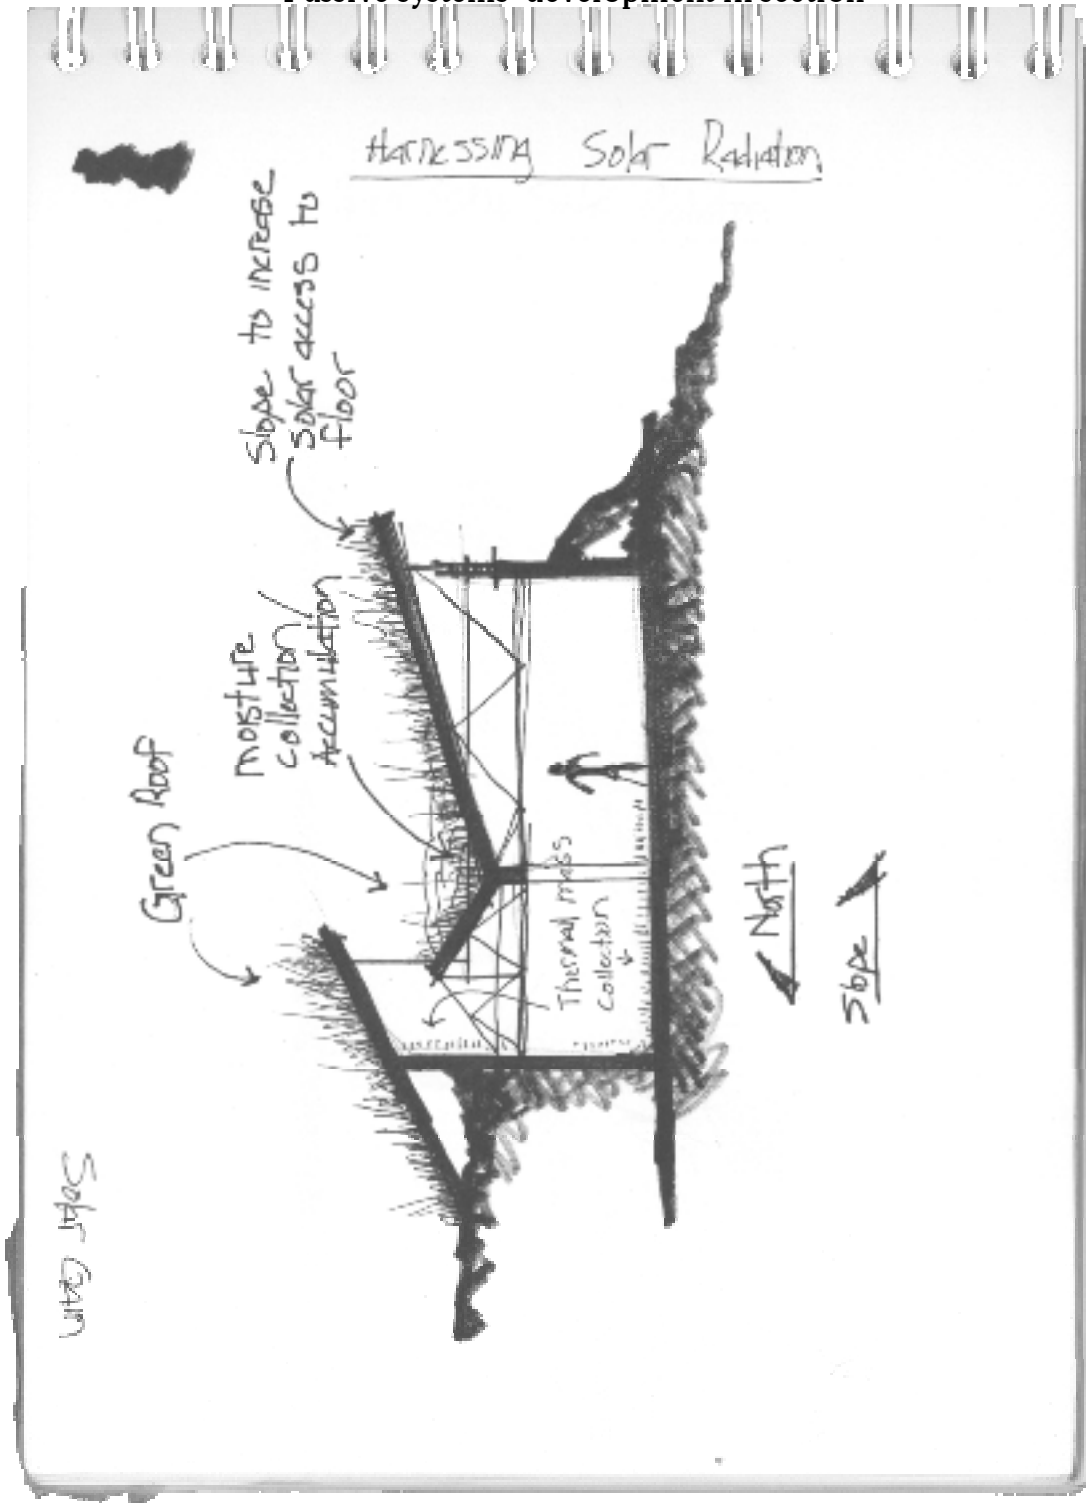 Passive systems development in section
Harnessing Solar Radiation
Slope to increase
solar access to
floor
moisture
collection/
Accumulation
Green Roof
Thermal mass
collection
North
Slope
Solar Gain